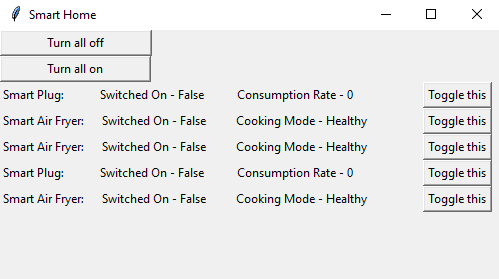 Smart Home
Turn all off
Turn all on
Smart Plug: Switched On - False Consumption Rate - 0 Toggle this
Smart Air Fryer: Switched On - False Cooking Mode - Healthy Toggle this
Smart Air Fryer: Switched On - False Cooking Mode - Healthy Toggle this
Smart Plug: Switched On - False Consumption Rate - 0 Toggle this
Smart Air Fryer: Switched On - False Cooking Mode - Healthy Toggle this